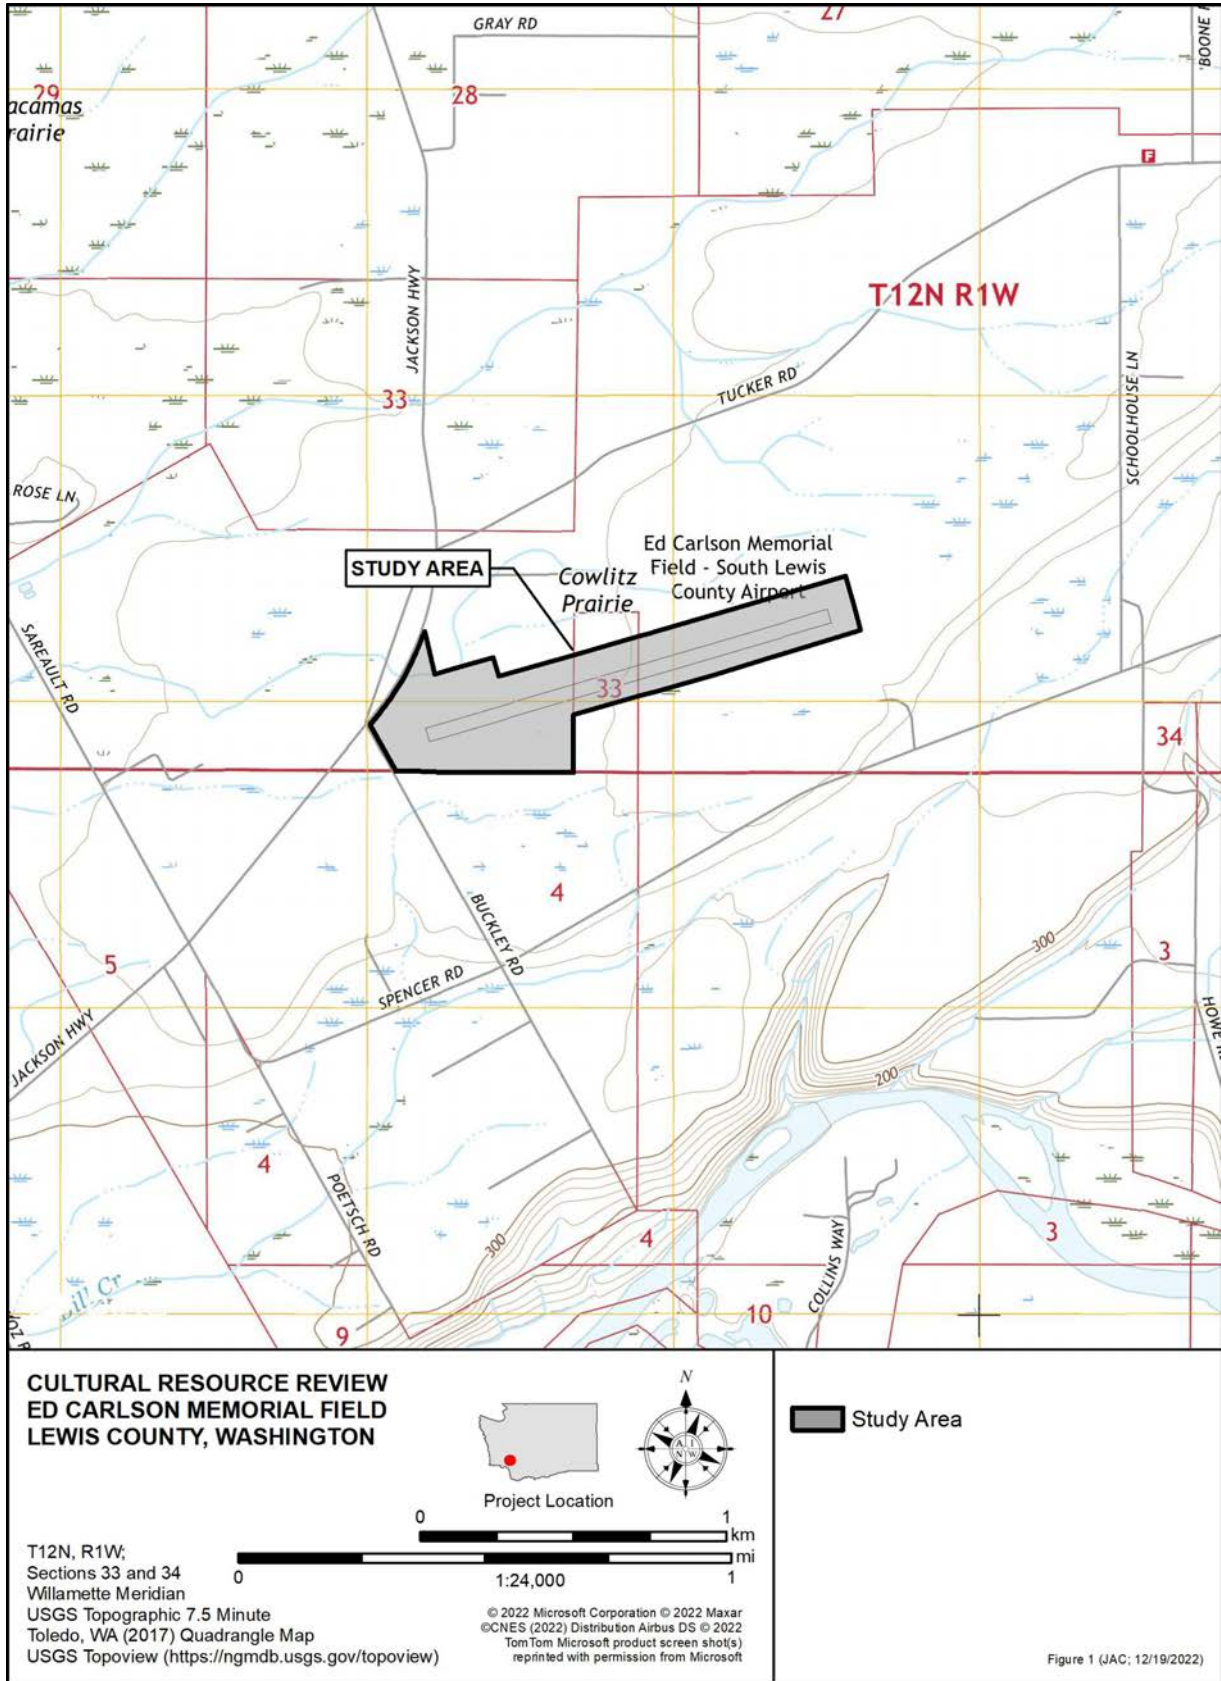 27
GRAY RD
29
28
acamas
rairie
F
JACKSON HWY
T12N R1W
33
TUCKER RD
SCHOOLHOUSE LN
ROSE LN
STUDY AREA
Cowlitz
Prairie
Ed Carlson Memorial
Field - South Lewis
County Airport
SAREAULT RD
33
34
4
BUCKLEY RD
5
SPENCER RD
300
3
JACKSON HWY
200
4
POETSCH RD
300
4
COLLINS WAY
3
10
9
CULTURAL RESOURCE REVIEW
ED CARLSON MEMORIAL FIELD
LEWIS COUNTY, WASHINGTON
N
A I
N W
Project Location
0 1
km
mi
0 1:24,000 1
T12N, R1W;
Sections 33 and 34
Willamette Meridian
USGS Topographic 7.5 Minute
Toledo, WA (2017) Quadrangle Map
USGS Topoview (https://ngmdb.usgs.gov/topoview)
© 2022 Microsoft Corporation © 2022 Maxar
©CNES (2022) Distribution Airbus DS © 2022
TomTom Microsoft product screen shot(s)
reprinted with permission from Microsoft
Study Area
Figure 1 (JAC; 12/19/2022)